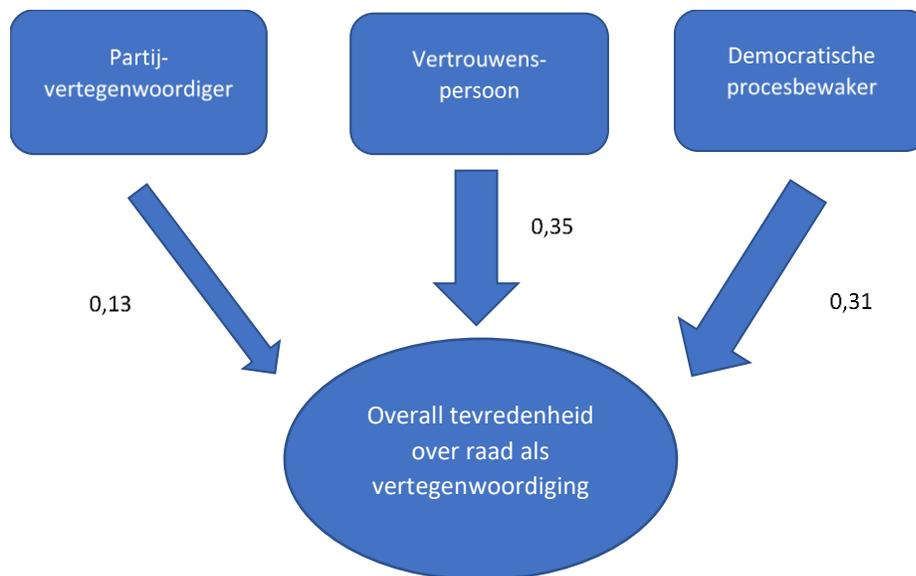 Partij-
vertegenwoordiger
Vertrouwens-
persoon
Democratische
procesbewaker
0,13
0,35
0,31
Overall tevredenheid
over raad als
vertegenwoordiging